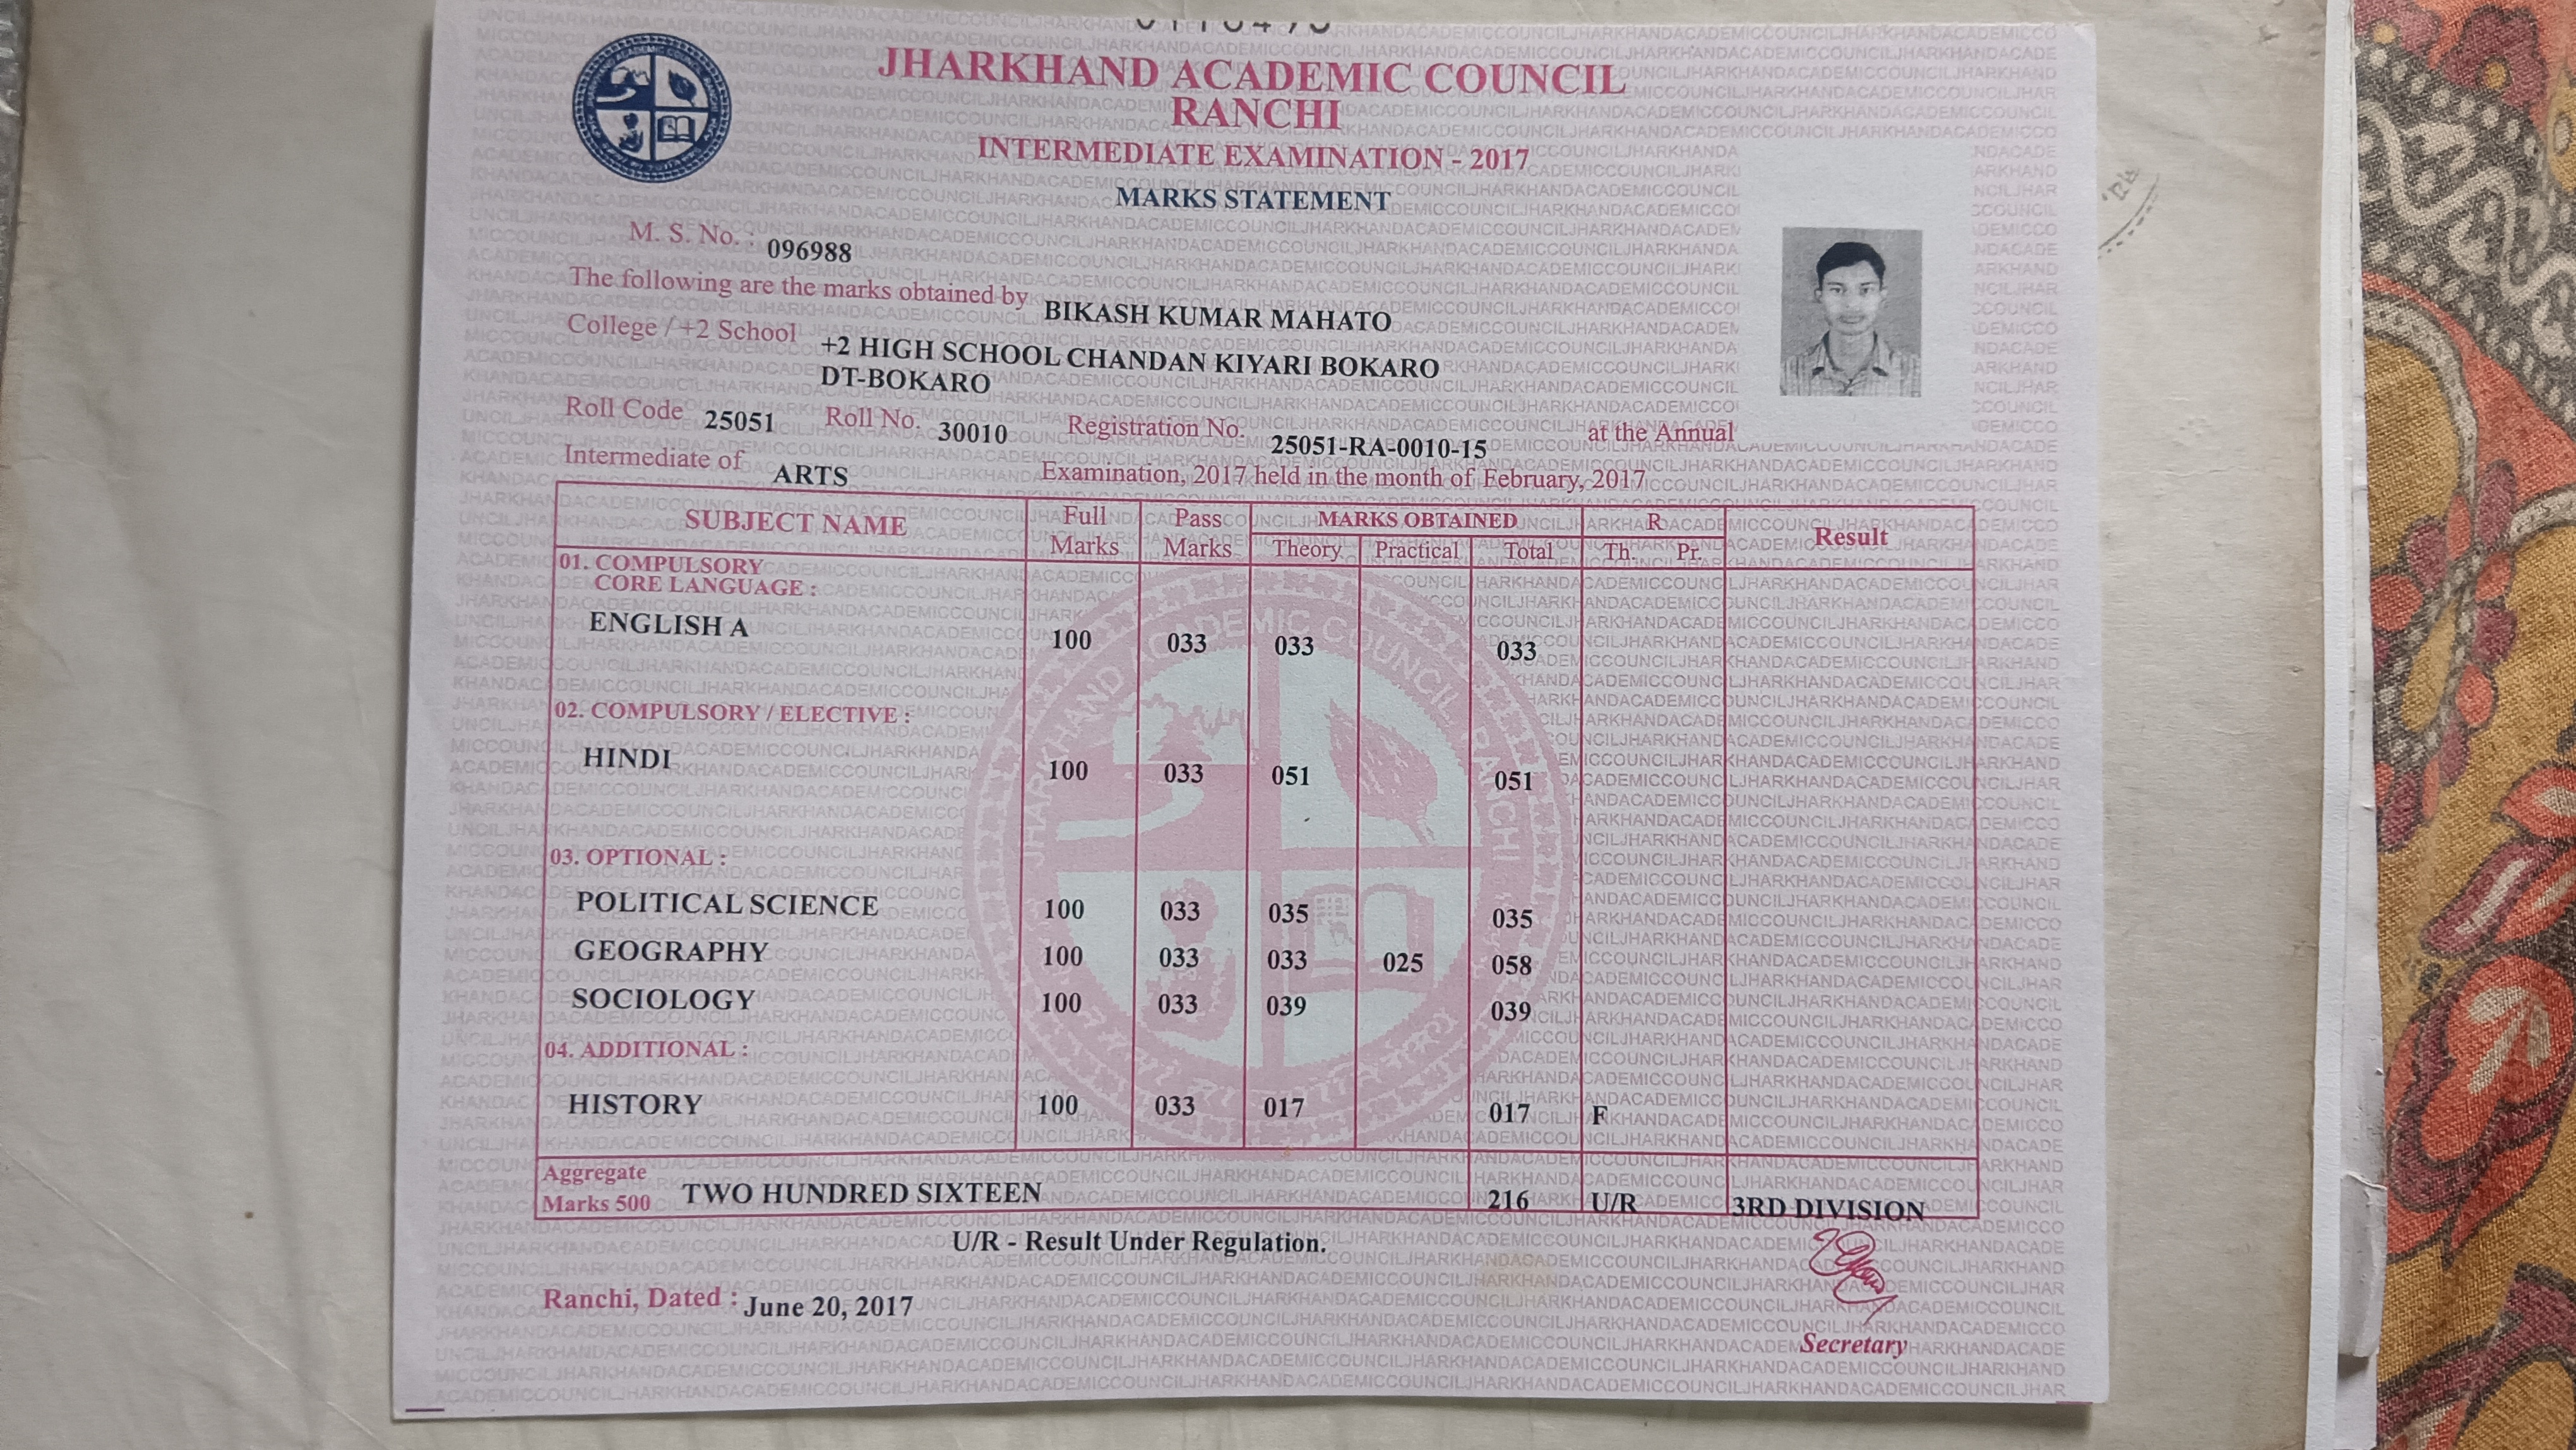 JHARKHAND ACADEMIC COUNCIL
RANCHI
INTERMEDIATE EXAMINATION - 2017
MARKS STATEMENT
M. S. No. : 096988
The following are the marks obtained by BIKASH KUMAR MAHATO
College / +2 School +2 HIGH SCHOOL CHANDAN KIYARI BOKARO
DT-BOKARO
Roll Code 25051 Roll No. 30010 Registration No. 25051-RA-0010-15 at the Annual
Intermediate of ARTS Examination, 2017 held in the month of February, 2017
SUBJECT NAME Full Marks Pass Marks MARKS OBTAINED R Result
Theory Practical Total Th. Pr.
01. COMPULSORY
CORE LANGUAGE :
ENGLISH A 100 033 033 033
02. COMPULSORY / ELECTIVE :
HINDI 100 033 051 051
03. OPTIONAL :
POLITICAL SCIENCE 100 033 035 035
GEOGRAPHY 100 033 033 025 058
SOCIOLOGY 100 033 039 039
04. ADDITIONAL :
HISTORY 100 033 017 017 F
Aggregate
Marks 500 TWO HUNDRED SIXTEEN 216 U/R 3RD DIVISION
U/R - Result Under Regulation.
Ranchi, Dated : June 20, 2017
Secretary
JHARKHAND ACADEMIC COUNCIL RANCHI